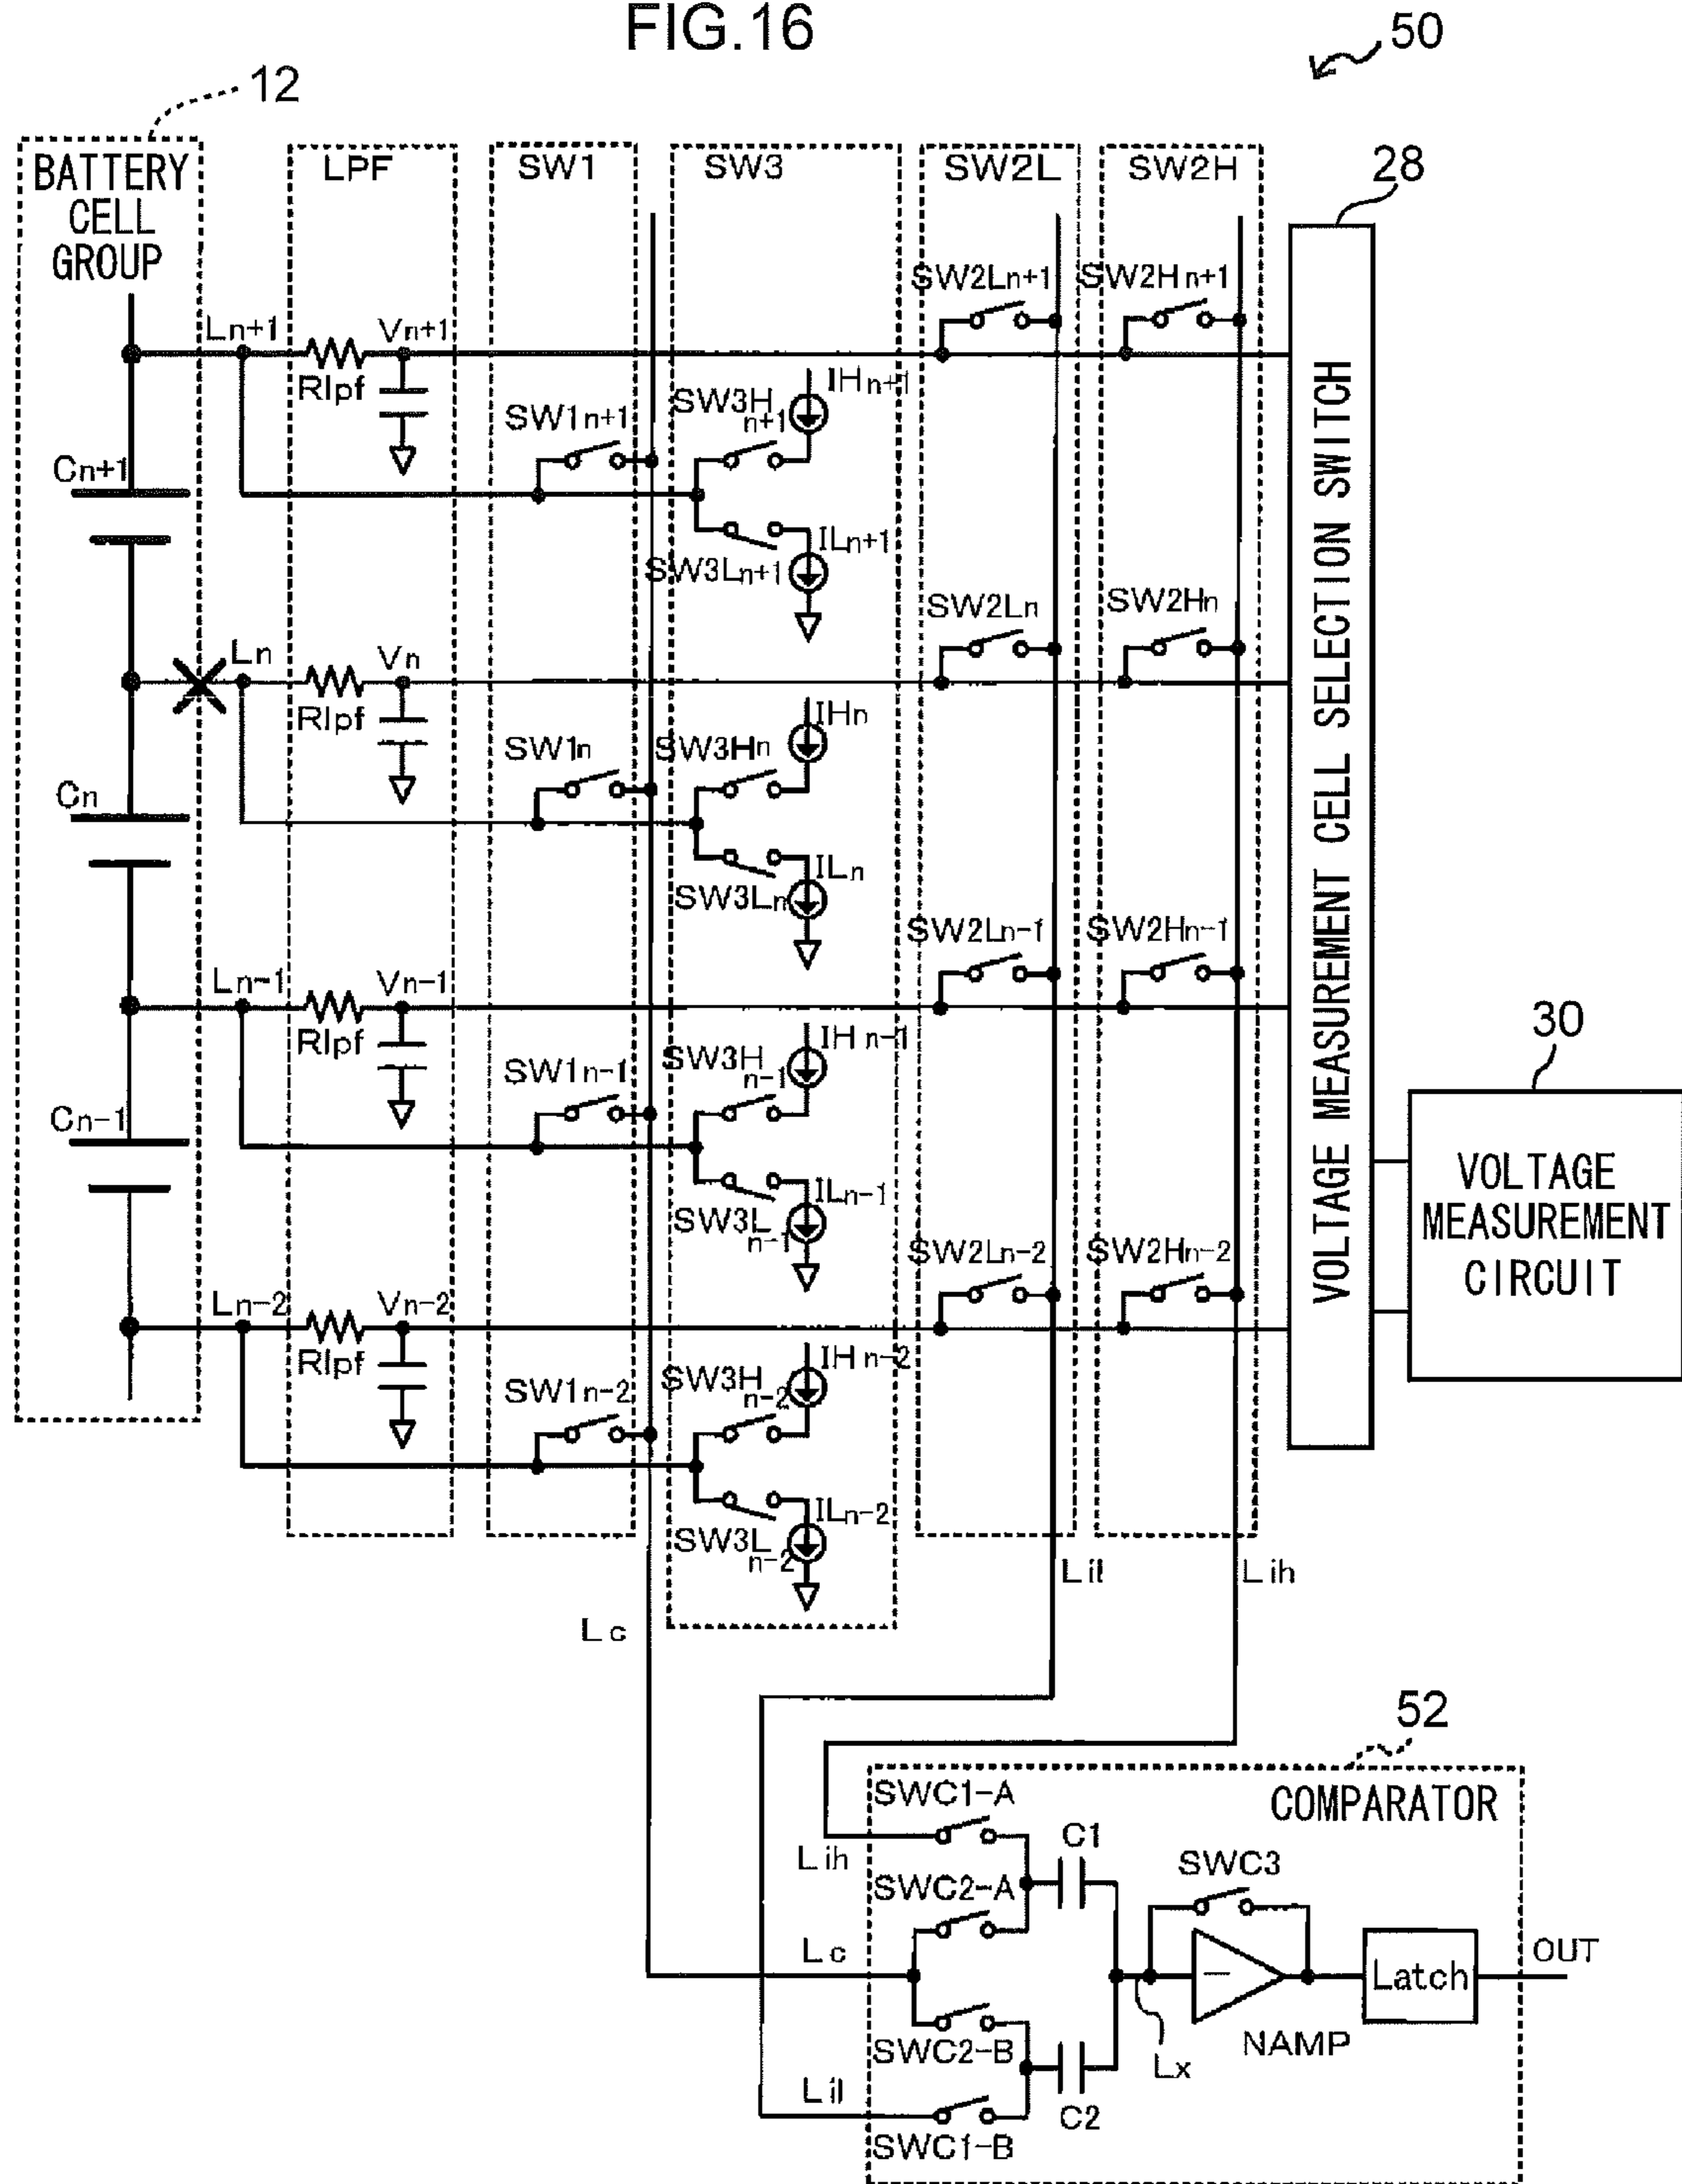 FIG.16
50
12
BATTERY
CELL
GROUP
LPF
SW1
SW3
SW2L
SW2H
28
SW2Ln+1
SW2Hn+1
Ln+1
Vn+1
Rlpf
IHn+1
SW3H
n+1
SW1n+1
Cn+1
ILn+1
SW3Ln+1
SW2Ln
SW2Hn
Ln
Vn
Rlpf
IHn
SW1n
SW3Hn
Cn
ILn
SW3Ln
SW2Ln-1
SW2Hn-1
Ln-1
Vn-1
Rlpf
IHn-1
SW3H
n-1
SW1n-1
Cn-1
ILn-1
SW3L
n-1
SW2Ln-2
SW2Hn-2
Ln-2
Vn-2
Rlpf
IHn-2
SW3H
n-2
SW1n-2
ILn-2
SW3L
n-2
VOLTAGE MEASUREMENT CELL SELECTION SWITCH
30
VOLTAGE
MEASUREMENT
CIRCUIT
Lil
Lih
Lc
52
COMPARATOR
SWC1-A
Lih
C1
SWC2-A
SWC3
Lc
Latch
OUT
SWC2-B
NAMP
Lx
Lil
C2
SWC1-B